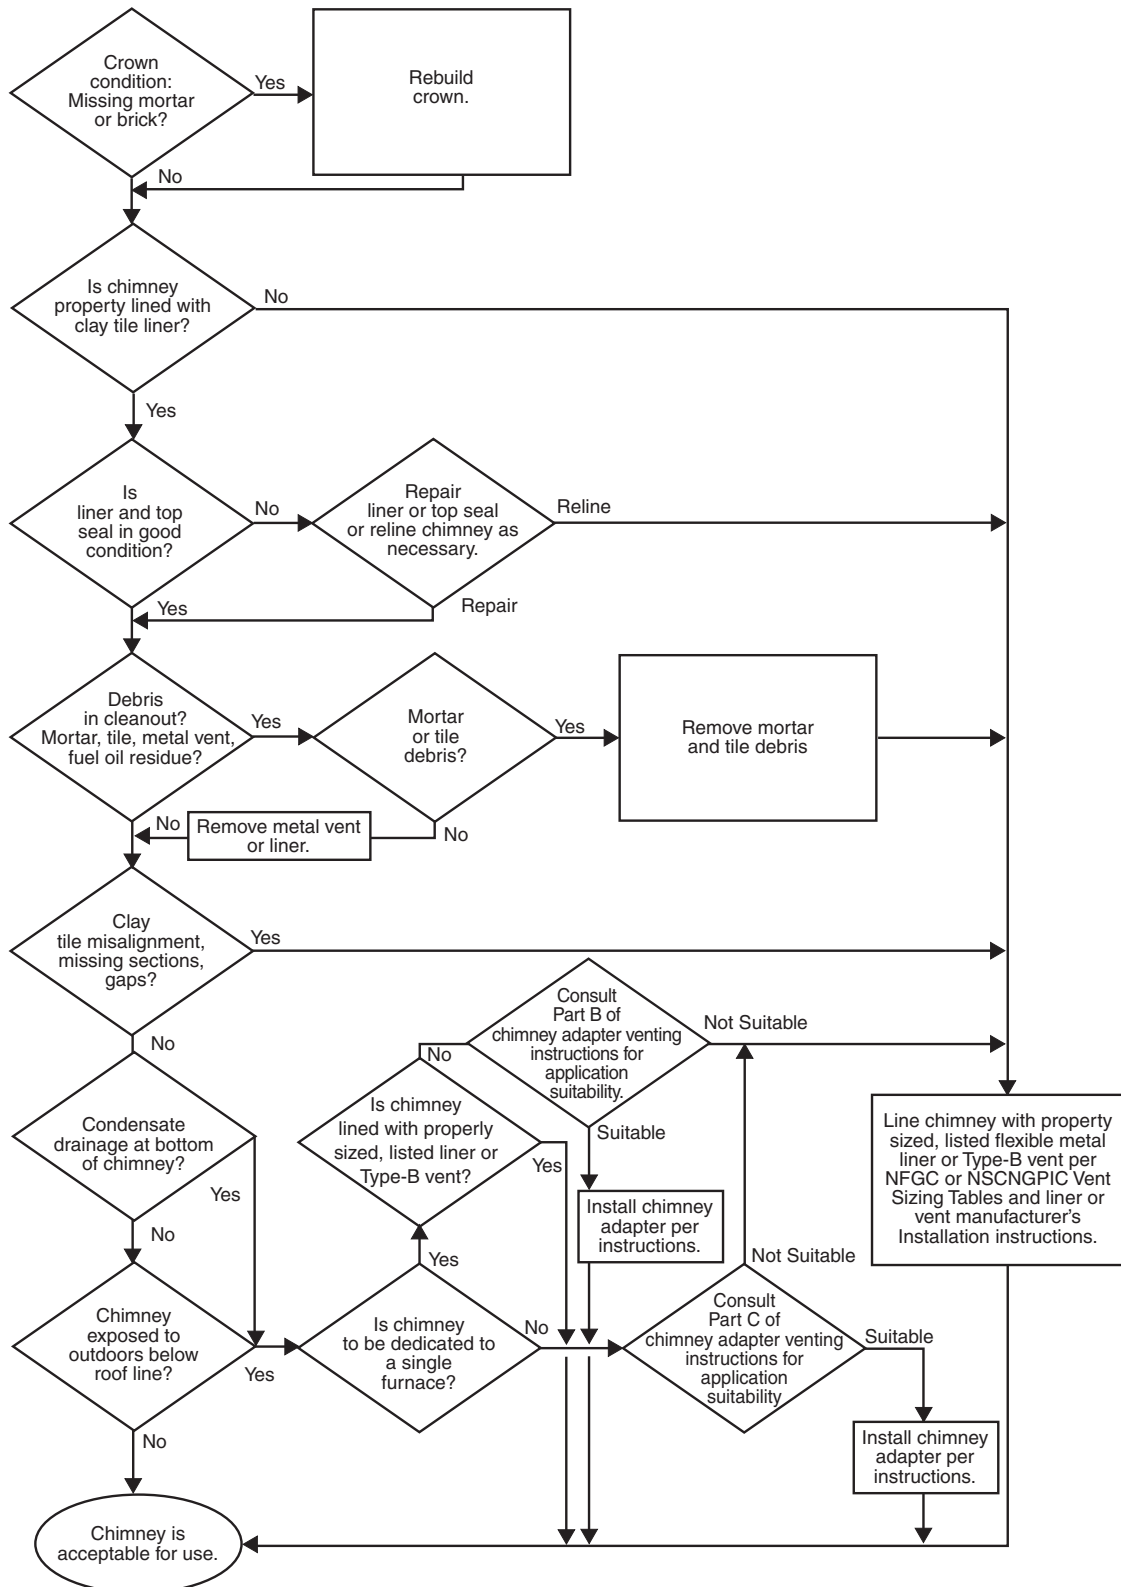 Crown
condition:
Missing mortar
or brick?
Yes
Rebuild
crown.
No
Is chimney
property lined with
clay tile liner?
No
Yes
Is
liner and top
seal in good
condition?
No
Repair
liner or top seal
or reline chimney as
necessary.
Reline
Yes
Repair
Debris
in cleanout?
Mortar, tile, metal vent,
fuel oil residue?
Yes
Mortar
or tile
debris?
Yes
Remove mortar
and tile debris
No
Remove metal vent
or liner.
No
Clay
tile misalignment,
missing sections,
gaps?
Yes
No
Consult
Part B of
chimney adapter venting
instructions for
application
suitability.
Not Suitable
No
Suitable
Condensate
drainage at bottom
of chimney?
Yes
No
Is chimney
lined with properly
sized, listed liner or
Type-B vent?
Yes
Install chimney
adapter per
instructions.
Line chimney with property
sized, listed flexible metal
liner or Type-B vent per
NFGC or NSCNGPIC Vent
Sizing Tables and liner or
vent manufacturer's
Installation instructions.
Not Suitable
Yes
Chimney
exposed to
outdoors below
roof line?
Yes
Is chimney
to be dedicated to
a single
furnace?
No
Consult
Part C of
chimney adapter venting
instructions for
application
suitability
Suitable
No
Install chimney
adapter per
instructions.
Chimney is
acceptable for use.